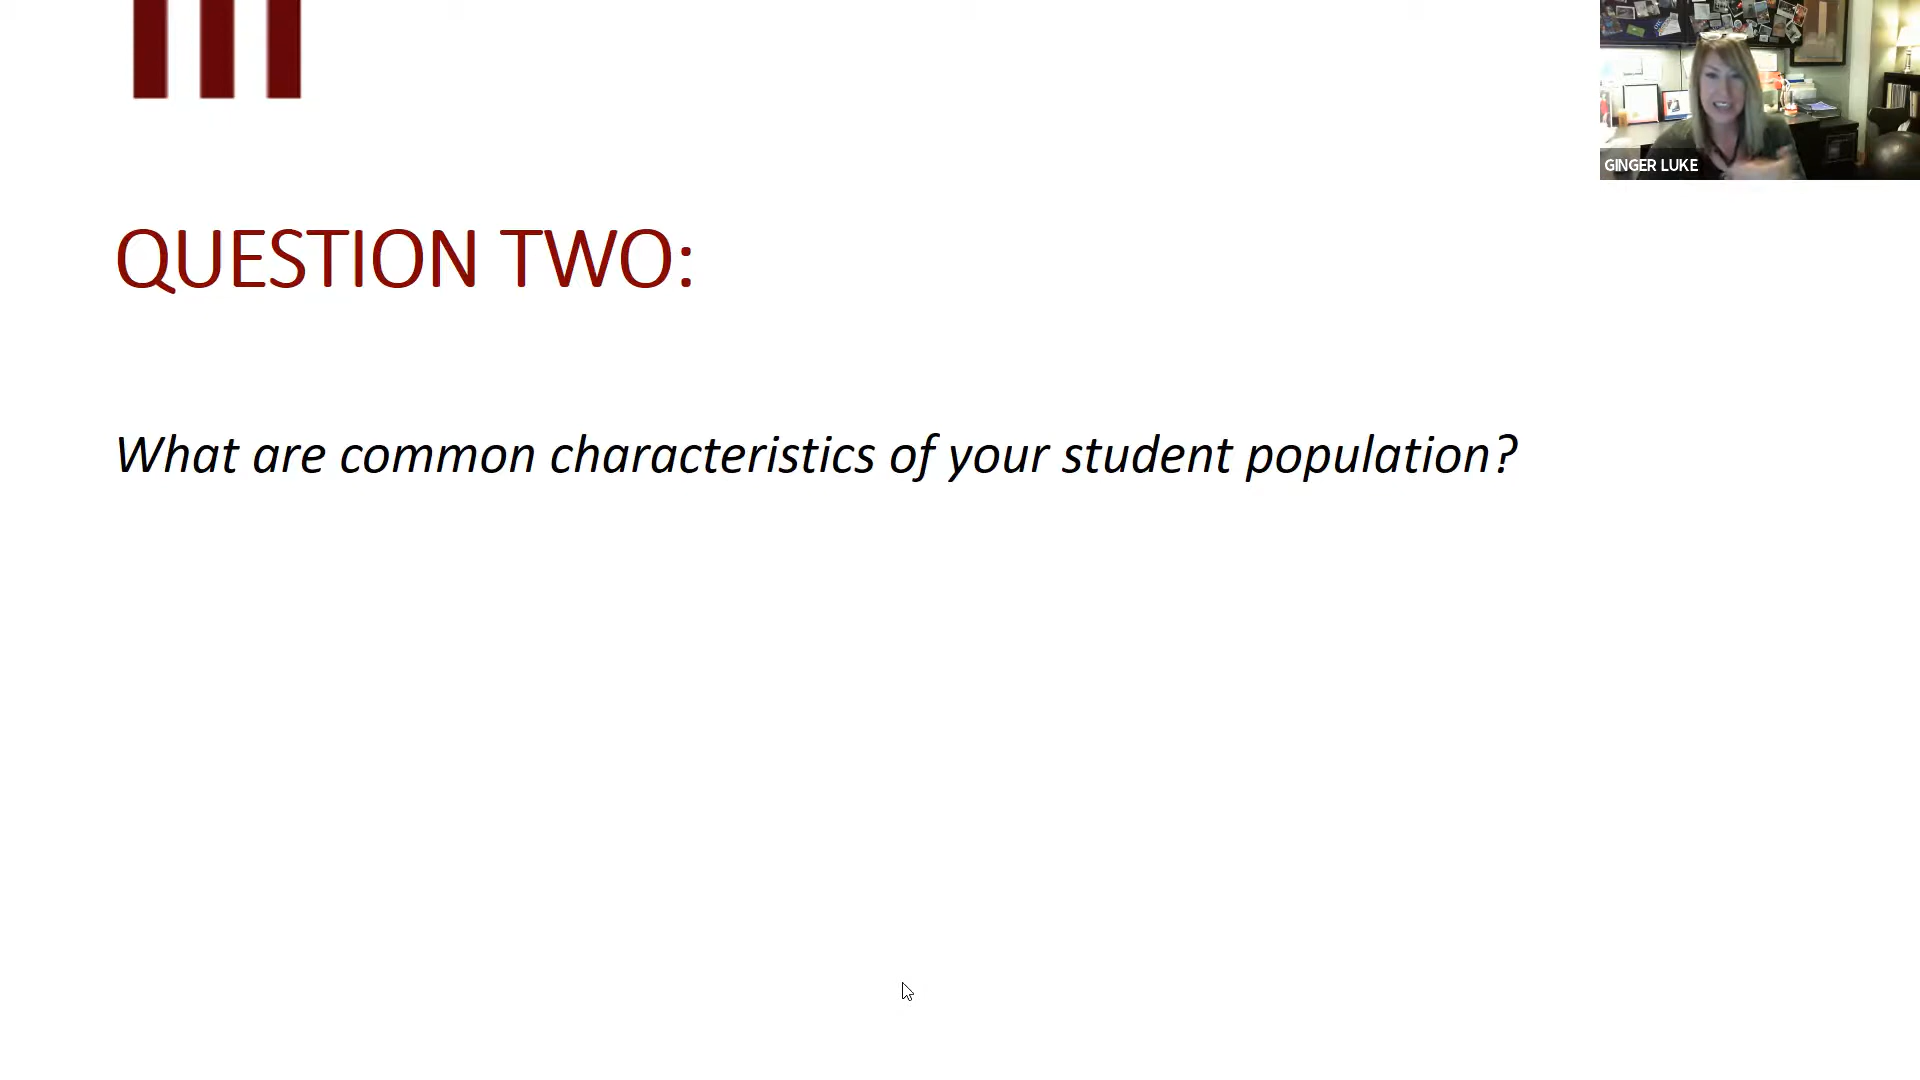 GINGER LUKE
QUESTION TWO:
What are common characteristics of your student population?